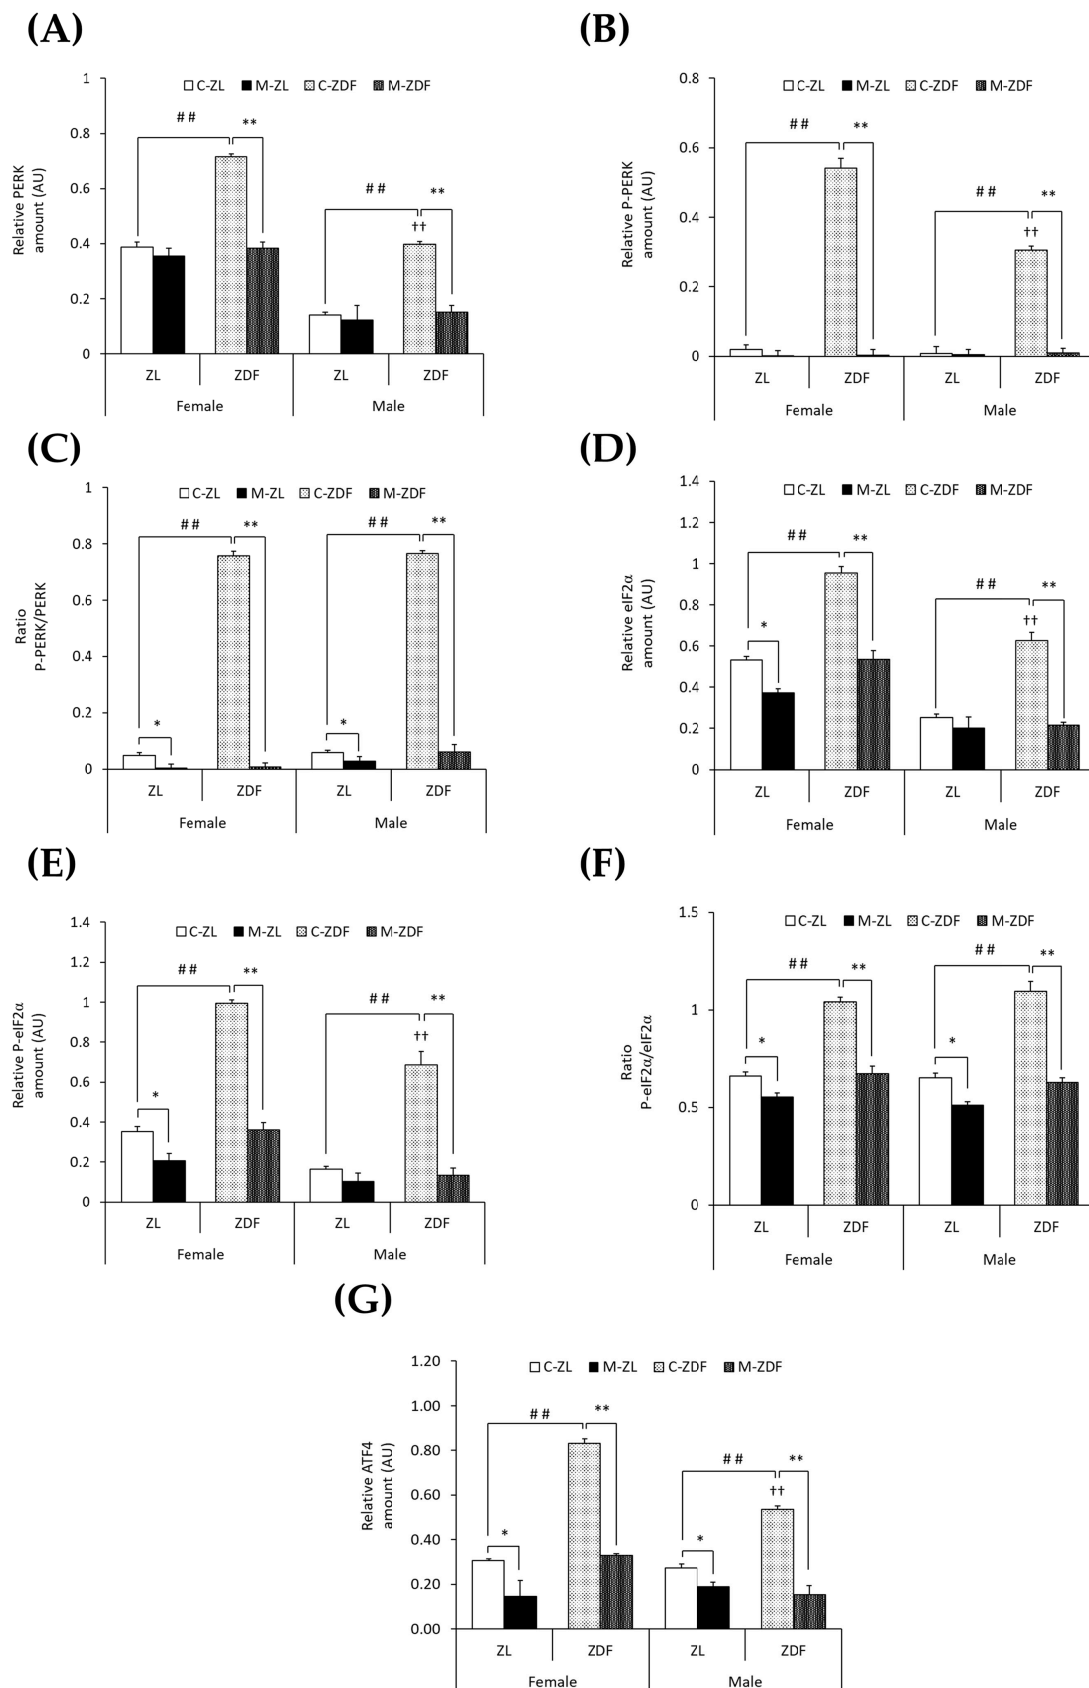 (A)
C-ZL M-ZL C-ZDF M-ZDF
Relative PERK
amount (AU)
1
0.8
0.6
0.4
0.2
0
# # **
# # **
††
ZL ZDF ZL ZDF
Female Male
(B)
C-ZL M-ZL C-ZDF M-ZDF
Relative P-PERK
amount (AU)
0.8
0.6
0.4
0.2
0
# # **
# # **
††
ZL ZDF ZL ZDF
Female Male
(C)
C-ZL M-ZL C-ZDF M-ZDF
Ratio
P-PERK/PERK
1
0.8
0.6
0.4
0.2
0
# # ** # # **
* *
ZL ZDF ZL ZDF
Female Male
(D)
C-ZL M-ZL C-ZDF M-ZDF
Relative eIF2α
amount (AU)
1.4
1.2
1
0.8
0.6
0.4
0.2
0
# # **
# # **
* ††
ZL ZDF ZL ZDF
Female Male
(E)
C-ZL M-ZL C-ZDF M-ZDF
Relative P-eIF2α
amount (AU)
1.4
1.2
1
0.8
0.6
0.4
0.2
0
# # **
# # **
††
*
ZL ZDF ZL ZDF
Female Male
(F)
C-ZL M-ZL C-ZDF M-ZDF
Ratio
P-eIF2α/eIF2α
1.5
1
0.5
0
# # ** # # **
* *
ZL ZDF ZL ZDF
Female Male
(G)
C-ZL M-ZL C-ZDF M-ZDF
Relative ATF4
amount (AU)
1.20
1.00
0.80
0.60
0.40
0.20
0.00
# # **
# # **
††
* *
ZL ZDF ZL ZDF
Female Male